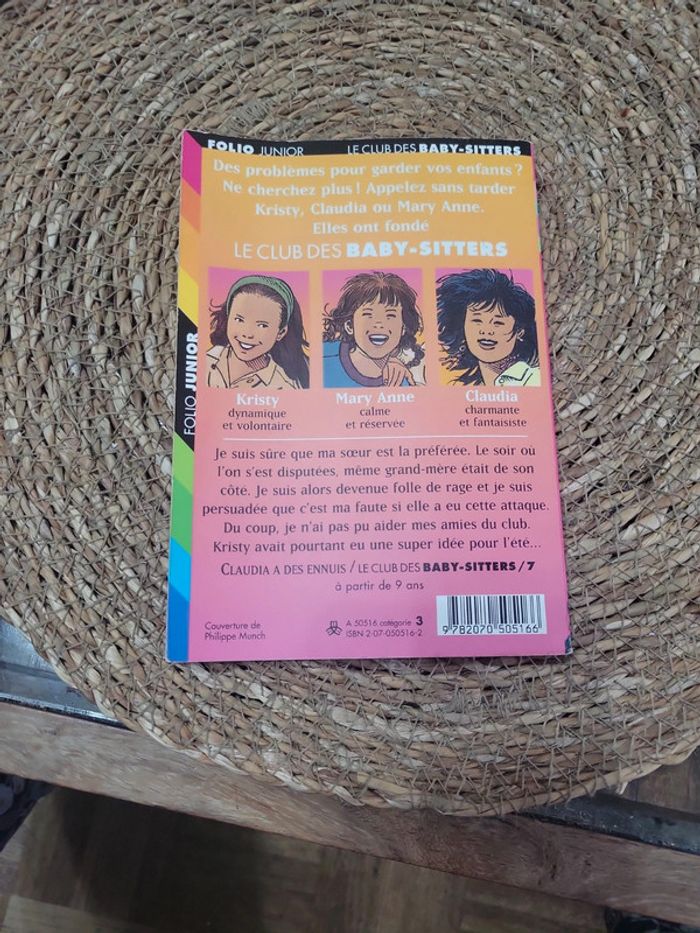 FOLIO JUNIOR LE CLUB DES BABY-SITTERS
Des problèmes pour garder vos enfants ?
Ne cherchez plus ! Appelez sans tarder
Kristy, Claudia ou Mary Anne.
Elles ont fondé
LE CLUB DES BABY-SITTERS
FOLIO JUNIOR
Kristy
dynamique
et volontaire
Mary Anne
calme
et réservée
Claudia
charmante
et fantaisiste
Je suis sûre que ma sœur est la préférée. Le soir où
l'on s'est disputées, même grand-mère était de son
côté. Je suis alors devenue folle de rage et je suis
persuadée que c'est ma faute si elle a eu cette attaque.
Du coup, je n'ai pas pu aider mes amies du club.
Kristy avait pourtant eu une super idée pour l'été...
CLAUDIA A DES ENNUIS / LE CLUB DES BABY-SITTERS / 7
à partir de 9 ans
Couverture de
Philippe Munch
A 50516 catégorie 3
ISBN 2-07-050516-2
9 782070 505166